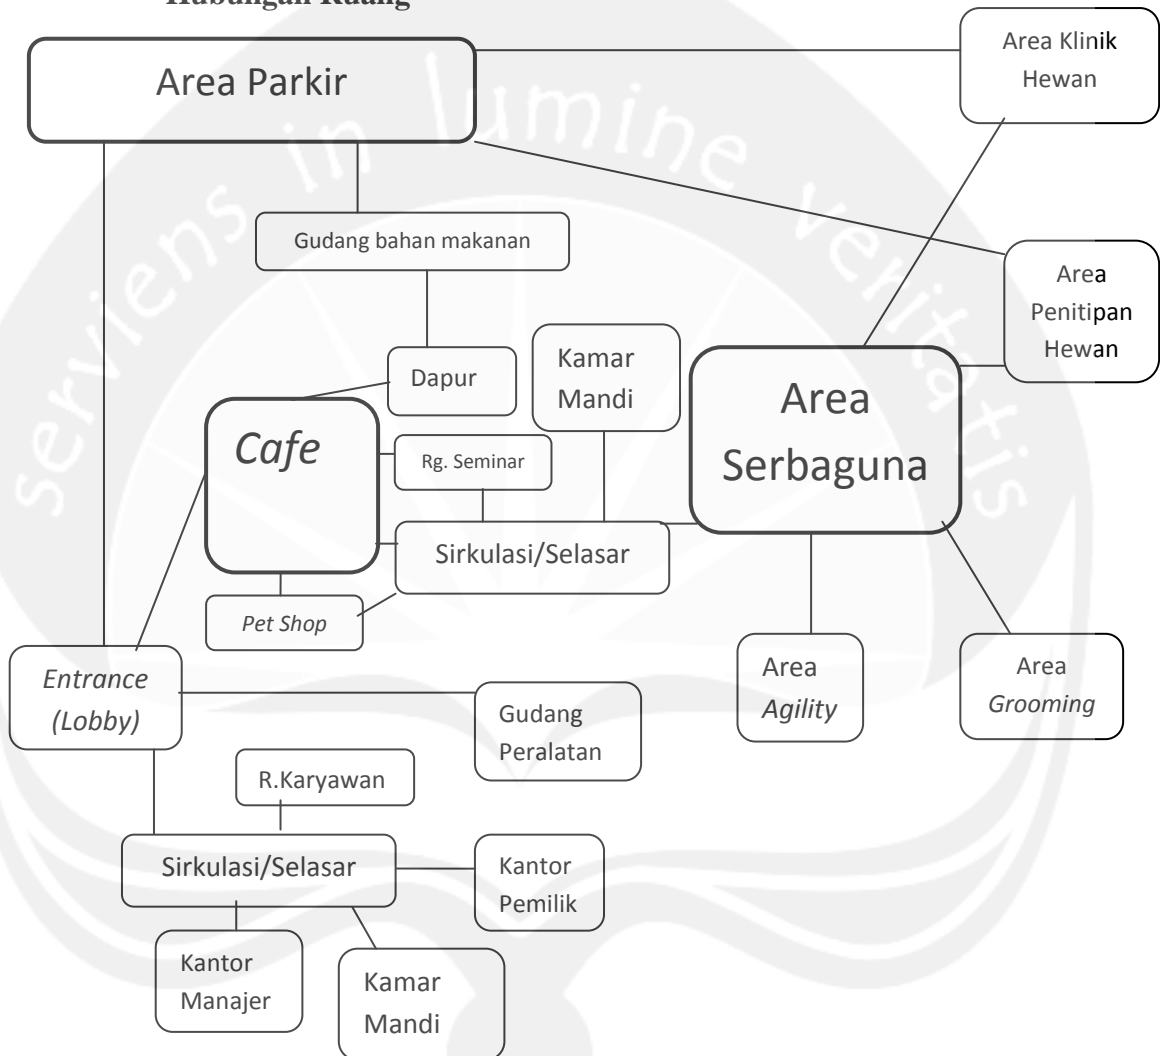 Hubungan Ruang
Area Parkir
Area Klinik
Hewan
Gudang bahan makanan
Area
Penitipan
Hewan
Kamar
Mandi
Dapur
Area
Serbaguna
Cafe
Rg. Seminar
Sirkulasi/Selasar
Pet Shop
Entrance
(Lobby)
Area
Agility
Area
Grooming
Gudang
Peralatan
R.Karyawan
Sirkulasi/Selasar
Kantor
Pemilik
Kantor
Manajer
Kamar
Mandi
serviens in lumine veritatis